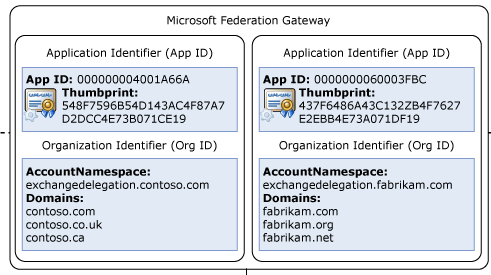 Microsoft Federation Gateway
Application Identifier (App ID)
App ID: 000000004001A66A
Thumbprint:
548F7596B54D143AC4F87A7
D2DCC4E73B071CE19
Organization Identifier (Org ID)
AccountNamespace:
exchangedelegation.contoso.com
Domains:
contoso.com
contoso.co.uk
contoso.ca
Application Identifier (App ID)
App ID: 0000000060003FBC
Thumbprint:
437F6486A43C132ZB4F7627
E2EBB4E73A071DF19
Organization Identifier (Org ID)
AccountNamespace:
exchangedelegation.fabrikam.com
Domains:
fabrikam.com
fabrikam.org
fabrikam.net